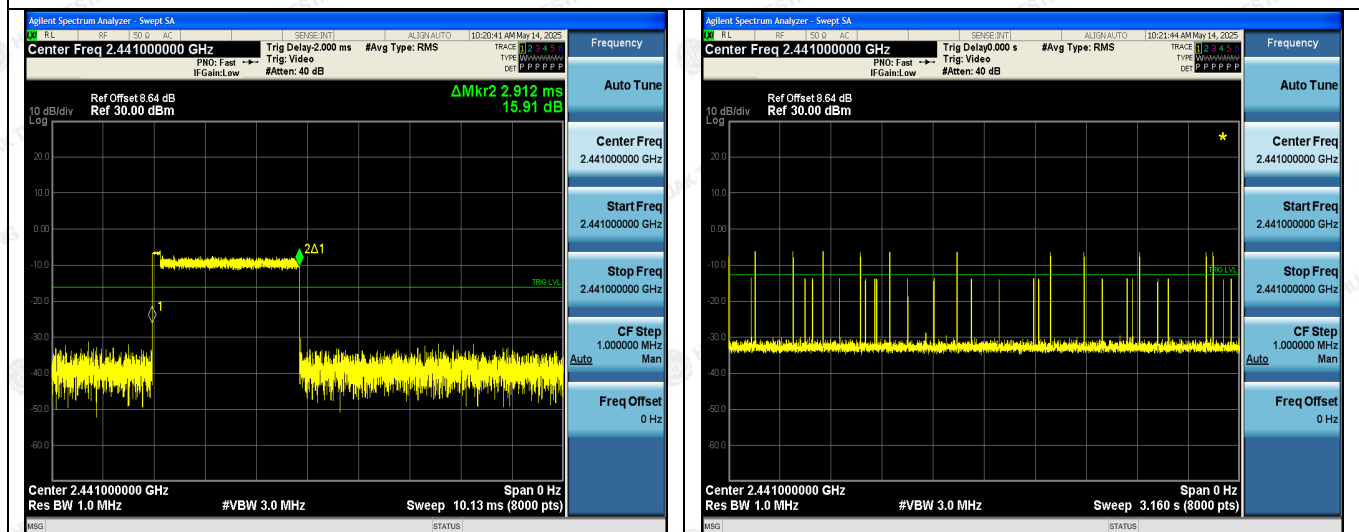 Agilent Spectrum Analyzer - Swept SA
RL RF 50 Ω AC SENSE:INT ALIGN AUTO 10:20:41 AM May 14, 2025
Center Freq 2.441000000 GHz
Trig Delay-2.000 ms #Avg Type: RMS
TRACE 1 2 3 4 5 6
PNO: Fast Trig: Video
TYPE W
IFGain:Low #Atten: 40 dB
DET P P P P P P
ΔMkr2 2.912 ms
15.91 dB
Ref Offset 8.64 dB
10 dB/div Ref 30.00 dBm
Log
20.0
10.0
0.00
-10.0
-20.0
-30.0
-40.0
-50.0
-60.0
2Δ1
1
TRIG LVL
Center 2.441000000 GHz Span 0 Hz
Res BW 1.0 MHz #VBW 3.0 MHz Sweep 10.13 ms (8000 pts)
MSG STATUS
Frequency
Auto Tune
Center Freq
2.441000000 GHz
Start Freq
2.441000000 GHz
Stop Freq
2.441000000 GHz
CF Step
1.000000 MHz
Auto Man
Freq Offset
0 Hz
Agilent Spectrum Analyzer - Swept SA
RL RF 50 Ω AC SENSE:INT ALIGN AUTO 10:21:44 AM May 14, 2025
Center Freq 2.441000000 GHz
Trig Delay0.000 s #Avg Type: RMS
TRACE 1 2 3 4 5 6
PNO: Fast Trig: Video
TYPE W
IFGain:Low #Atten: 40 dB
DET P P P P P P
Ref Offset 8.64 dB
10 dB/div Ref 30.00 dBm
Log
20.0
10.0
0.00
-10.0
-20.0
-30.0
-40.0
-50.0
-60.0
*
TRIG LVL
Center 2.441000000 GHz Span 0 Hz
Res BW 1.0 MHz #VBW 3.0 MHz Sweep 3.160 s (8000 pts)
MSG STATUS
Frequency
Auto Tune
Center Freq
2.441000000 GHz
Start Freq
2.441000000 GHz
Stop Freq
2.441000000 GHz
CF Step
1.000000 MHz
Auto Man
Freq Offset
0 Hz